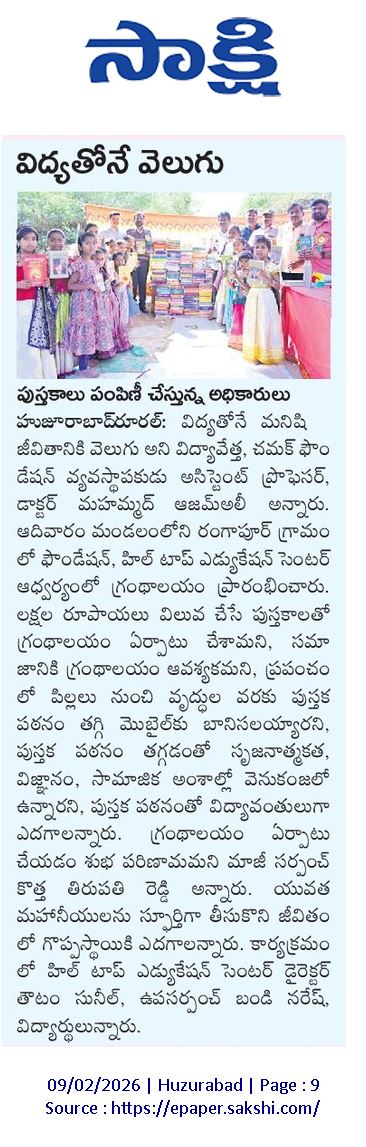 సాక్షి
విద్యతోనే వెలుగు
పుస్తకాలు పంపిణీ చేస్తున్న అధికారులు
హుజూరాబాద్‌రూరల్‌: విద్యతోనే మనిషి
జీవితానికి వెలుగు అని విద్యావేత్త, చమక్‌ ఫౌం
డేషన్‌ వ్యవస్థాపకుడు అసిస్టెంట్‌ ప్రొఫెసర్‌,
డాక్టర్‌ మహమ్మద్‌ ఆజమ్‌అలీ అన్నారు.
ఆదివారం మండలంలోని రంగాపూర్‌ గ్రామం
లో ఫౌండేషన్‌, హిల్‌ టాప్‌ ఎడ్యుకేషన్‌ సెంటర్‌
ఆధ్వర్యంలో గ్రంథాలయం ప్రారంభించారు.
లక్షల రూపాయలు విలువ చేసే పుస్తకాలతో
గ్రంథాలయం ఏర్పాటు చేశామని, సమా
జానికి గ్రంథాలయం ఆవశ్యకమని, ప్రపంచం
లో పిల్లలు నుంచి వృద్ధుల వరకు పుస్తక
పఠనం తగ్గి మొబైల్‌కు బానిసలయ్యారని,
పుస్తక పఠనం తగ్గడంతో సృజనాత్మకత,
విజ్ఞానం, సామాజిక అంశాల్లో వెనుకంజలో
ఉన్నారని, పుస్తక పఠనంతో విద్యావంతులుగా
ఎదగాలన్నారు. గ్రంథాలయం ఏర్పాటు
చేయడం శుభ పరిణామమని మాజీ సర్పంచ్‌
కొత్త తిరుపతి రెడ్డి అన్నారు. యువత
మహనీయులను స్ఫూర్తిగా తీసుకొని జీవితం
లో గొప్పస్థాయికి ఎదగాలన్నారు. కార్యక్రమం
లో హిల్‌ టాప్‌ ఎడ్యుకేషన్‌ సెంటర్‌ డైరెక్టర్‌
తౌటం సునీల్‌, ఉపసర్పంచ్‌ బండి నరేష్‌,
విద్యార్థులున్నారు.
09/02/2026 | Huzurabad | Page : 9
Source : https://epaper.sakshi.com/